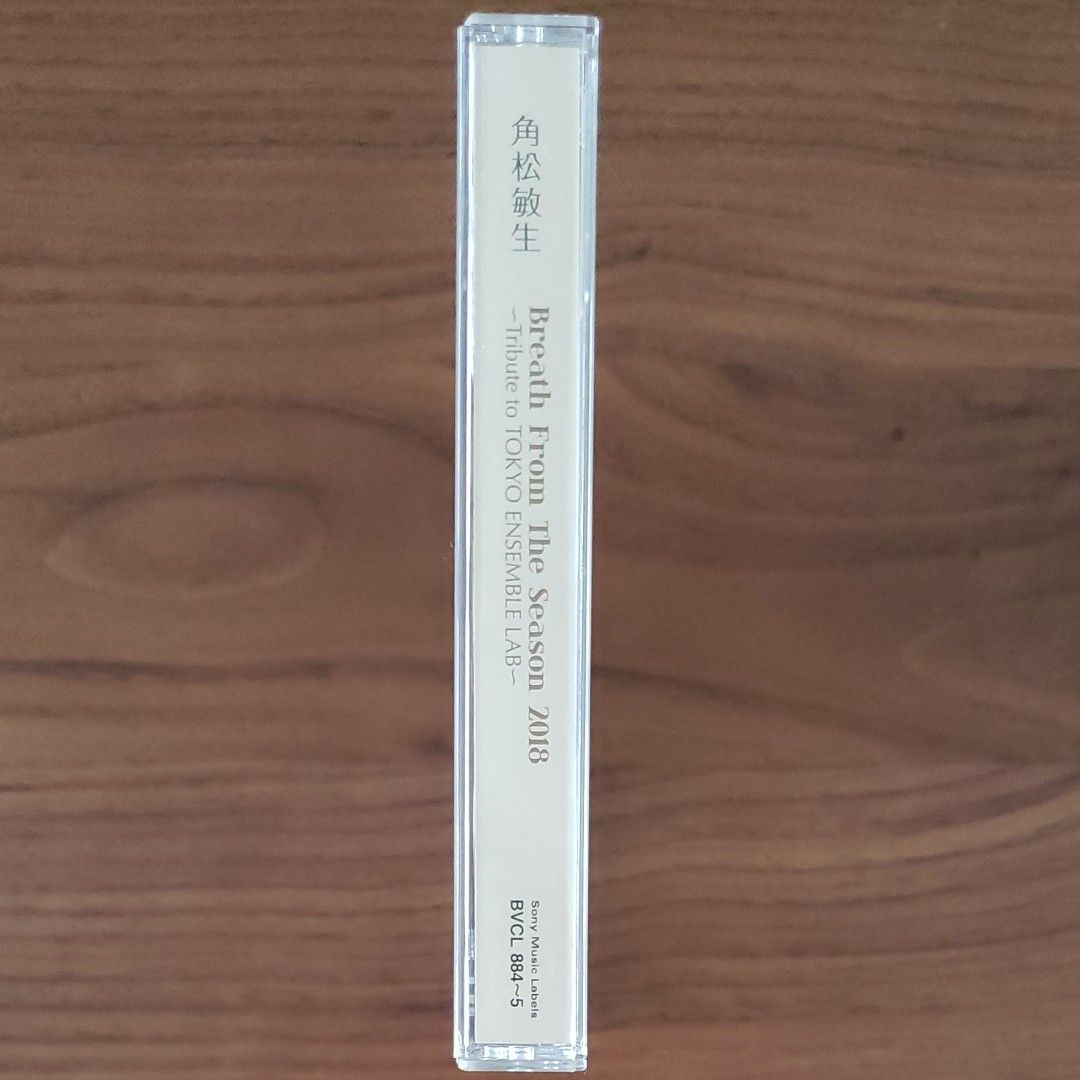 角松敏生
Breath From The Season 2018
~Tribute to TOKYO ENSEMBLE LAB~
Sony Music Labels
BVCL 884~5